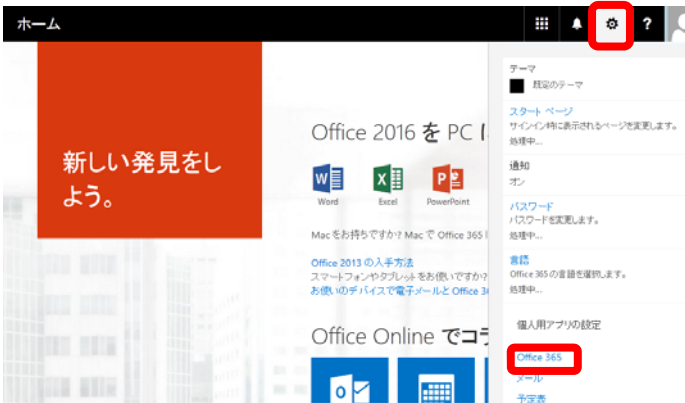 ホーム
?
新しい発見をし
よう。
Office 2016 を PC に
Word
Excel
PowerPoint
Mac をお持ちですか? Mac で Office 365
Office 2013 の入手方法
スマートフォンやタブレットをお使いですか?
お使いのデバイスで電子メールと Office 3
Office Online でコラ
テーマ
既定のテーマ
スタート ページ
サインイン時に表示されるページを変更します。
処理中...
通知
オン
パスワード
パスワードを変更します。
処理中...
言語
Office 365 の言語を選択します。
処理中...
個人用アプリの設定
Office 365
メール
予定表